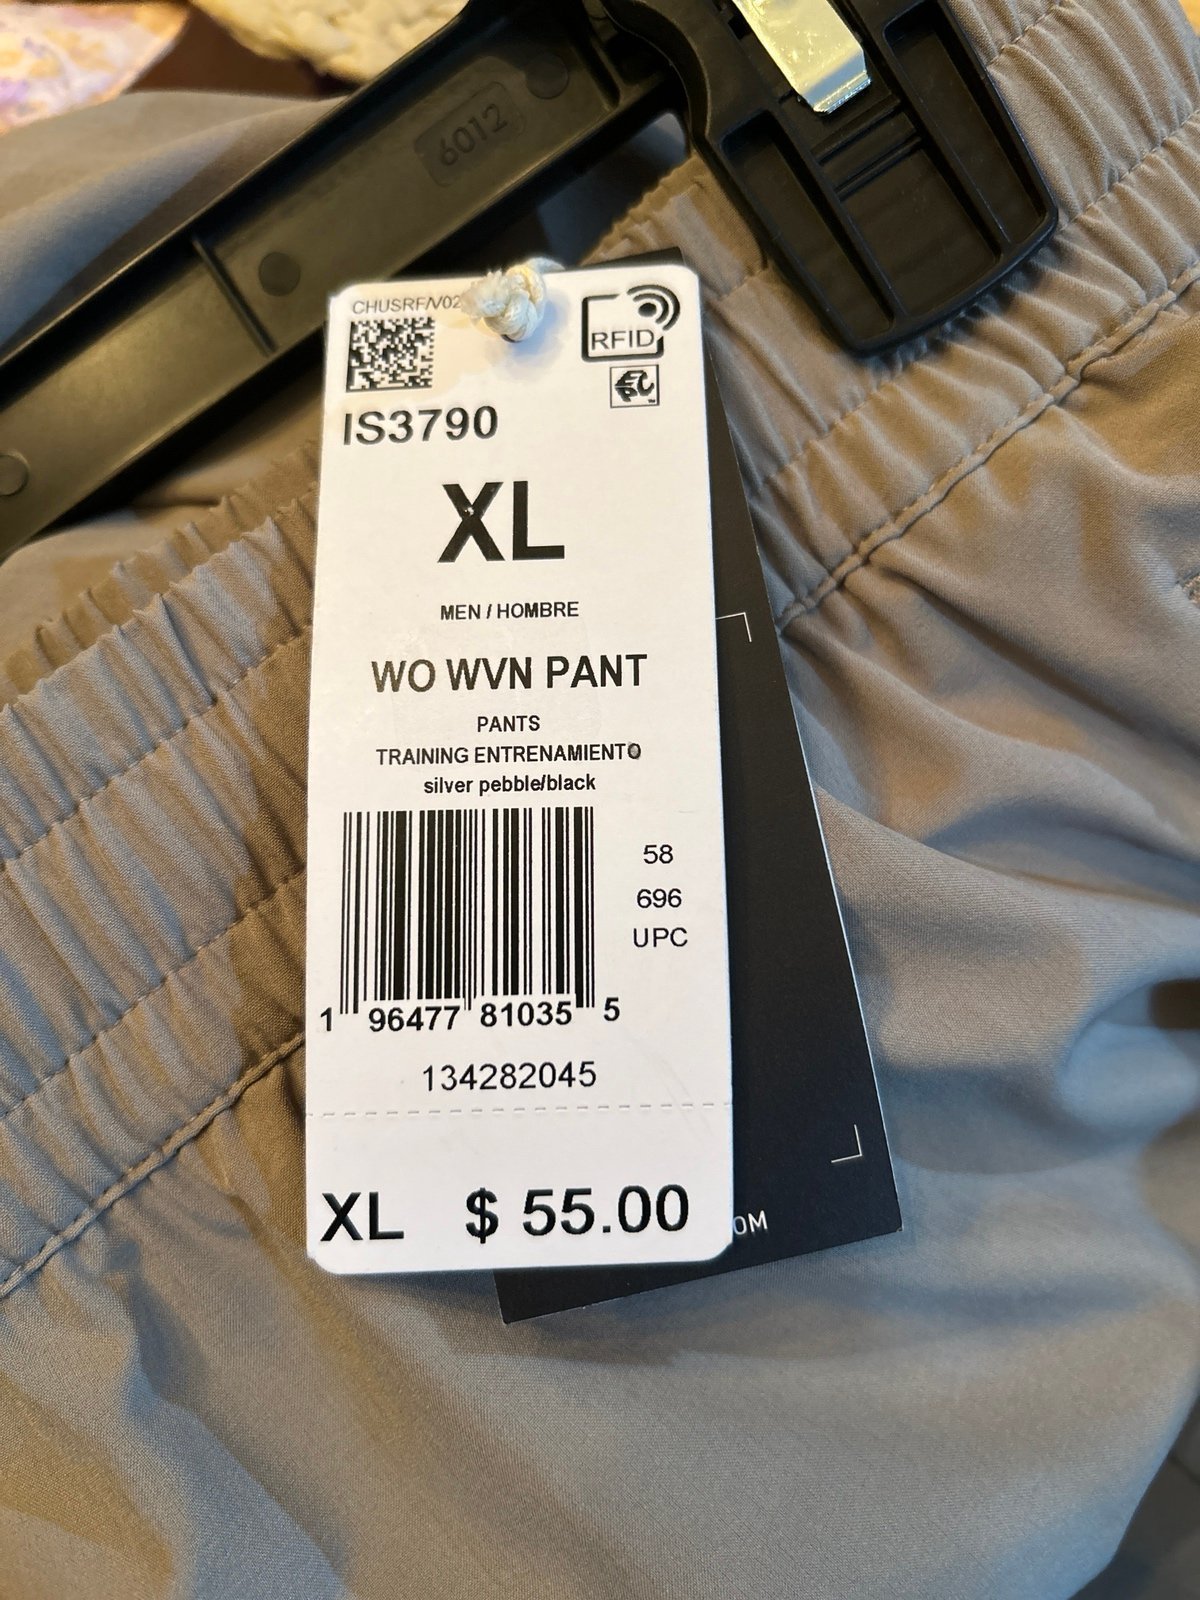 6012
CHUSRF/V02
RFID
IS3790
XL
MEN / HOMBRE
WO WVN PANT
PANTS
TRAINING ENTRENAMIENTO
silver pebble/black
58
696
UPC
1 96477 81035 5
134282045
XL $ 55.00
OM